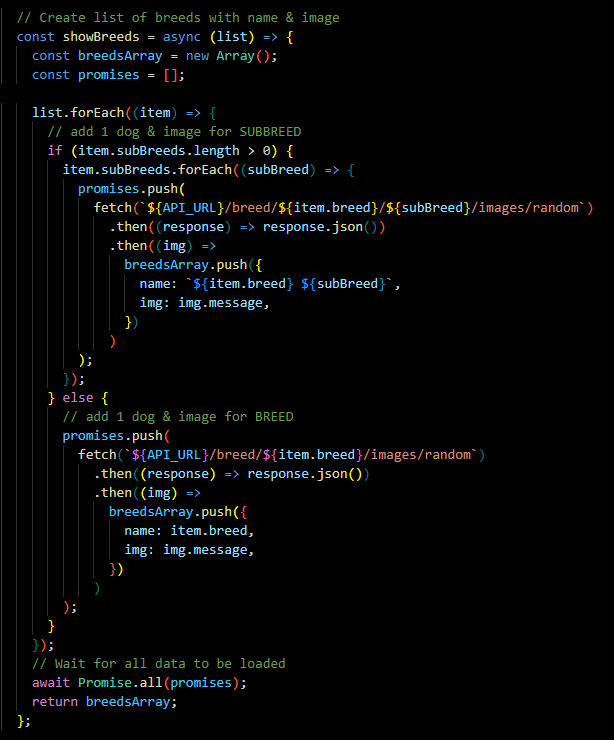 // Create list of breeds with name & image
const showBreeds = async (list) => {
  const breedsArray = new Array();
  const promises = [];

  list.forEach((item) => {
    // add 1 dog & image for SUBBREED
    if (item.subBreeds.length > 0) {
      item.subBreeds.forEach((subBreed) => {
        promises.push(
          fetch(`${API_URL}/breed/${item.breed}/${subBreed}/images/random`)
            .then((response) => response.json())
            .then((img) =>
              breedsArray.push({
                name: `${item.breed} ${subBreed}`,
                img: img.message,
              })
            )
        );
      });
    } else {
      // add 1 dog & image for BREED
      promises.push(
        fetch(`${API_URL}/breed/${item.breed}/images/random`)
          .then((response) => response.json())
          .then((img) =>
            breedsArray.push({
              name: item.breed,
              img: img.message,
            })
          )
      );
    }
  });
  // Wait for all data to be loaded
  await Promise.all(promises);
  return breedsArray;
};